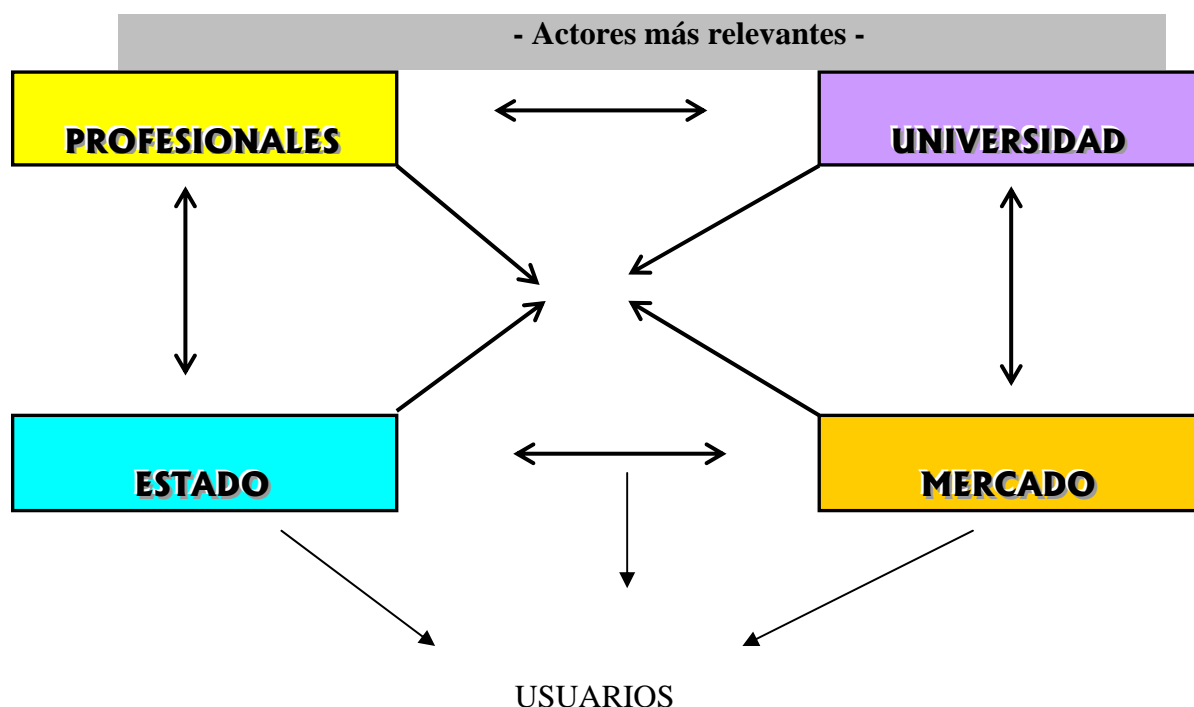 - Actores más relevantes -
PROFESIONALES
UNIVERSIDAD
ESTADO
MERCADO
USUARIOS